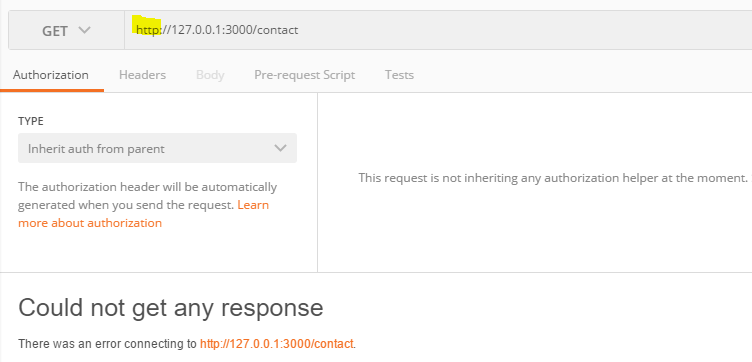 GET http://127.0.0.1:3000/contact
Authorization Headers Body Pre-request Script Tests
TYPE
Inherit auth from parent
The authorization header will be automatically
generated when you send the request. Learn
more about authorization
This request is not inheriting any authorization helper at the moment.
Could not get any response
There was an error connecting to http://127.0.0.1:3000/contact.